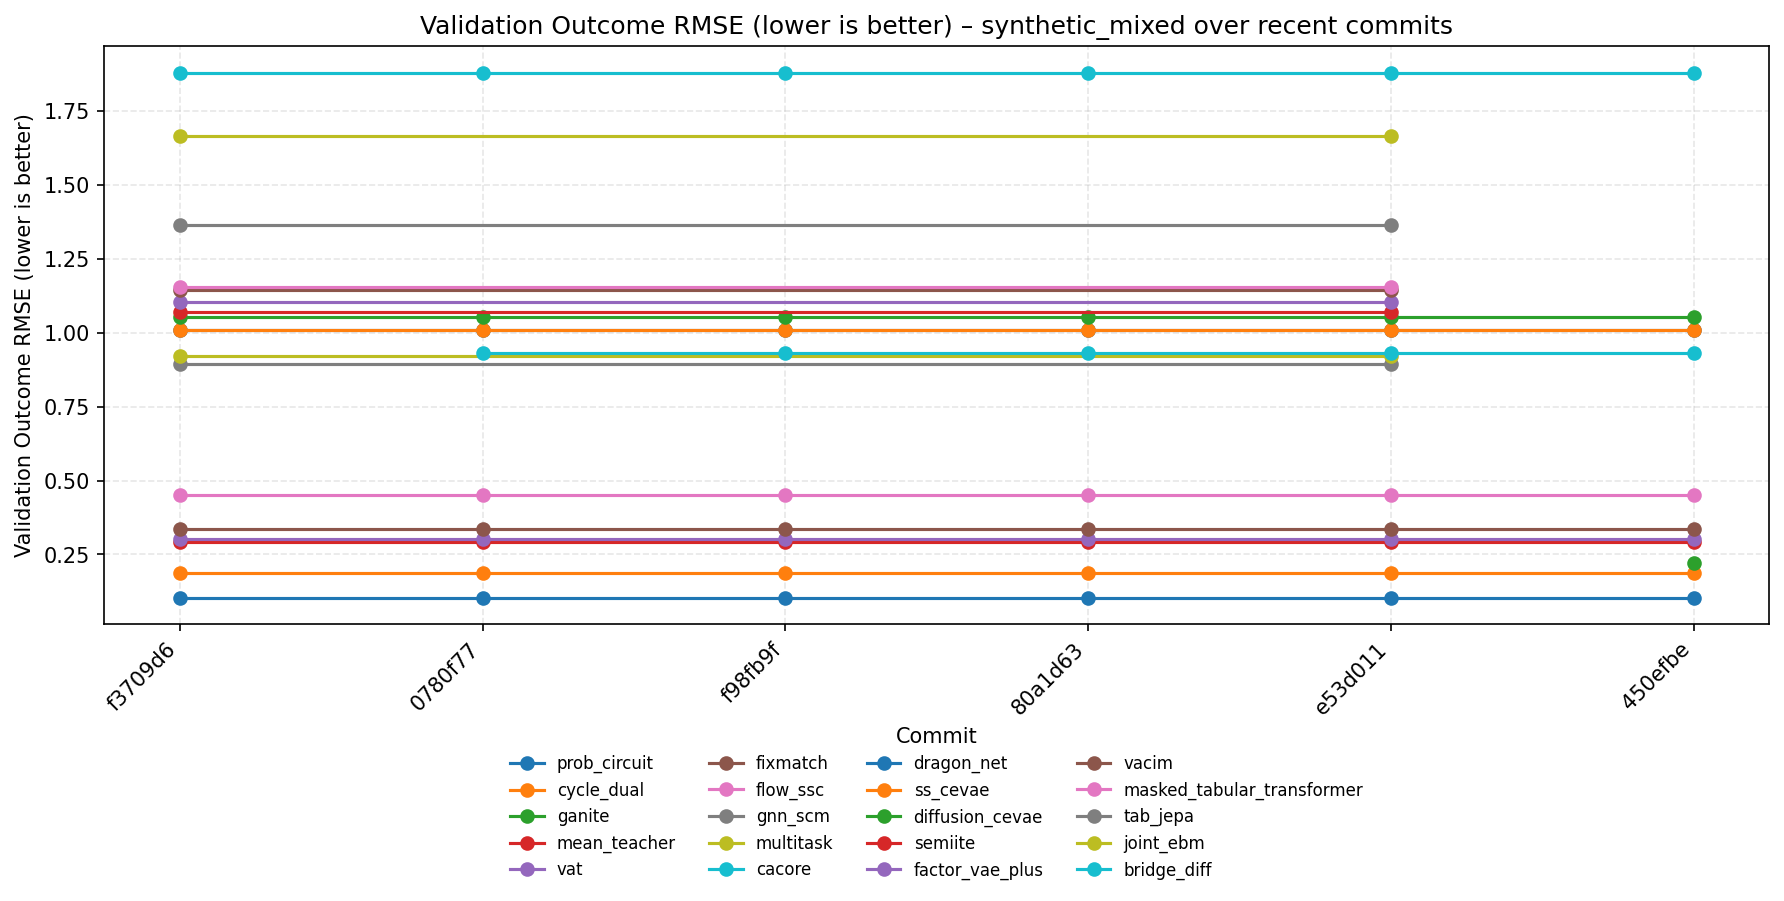 Validation Outcome RMSE (lower is better) – synthetic_mixed over recent commits
Validation Outcome RMSE (lower is better)
1.75
1.50
1.25
1.00
0.75
0.50
0.25
f3709d6
0780f77
f98fb9f
80a1d63
e53d011
450efbe
Commit
prob_circuit
cycle_dual
ganite
mean_teacher
vat
fixmatch
flow_ssc
gnn_scm
multitask
cacore
dragon_net
ss_cevae
diffusion_cevae
semiite
factor_vae_plus
vacim
masked_tabular_transformer
tab_jepa
joint_ebm
bridge_diff